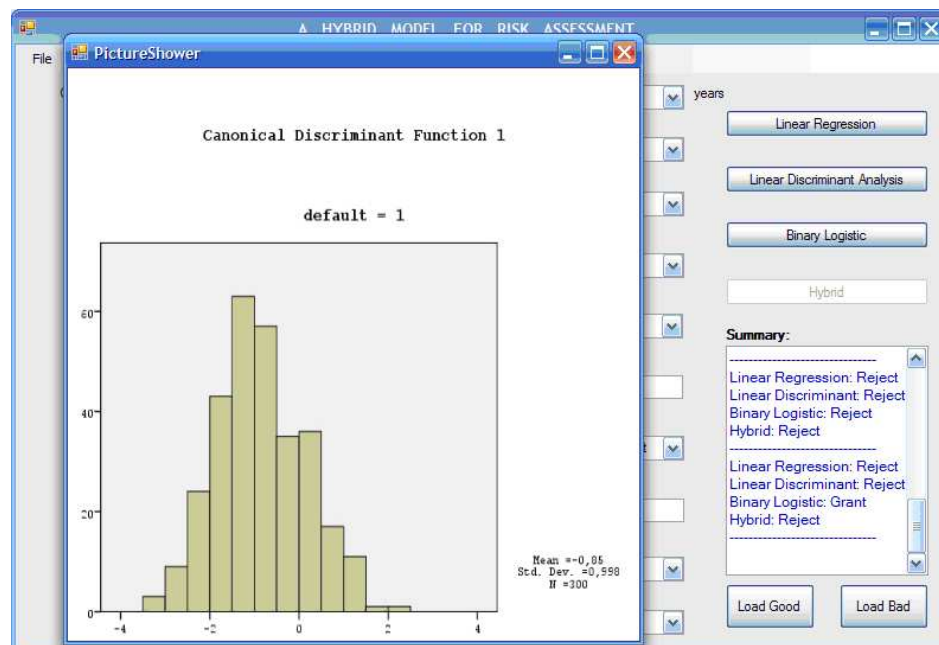 A HYBRID MODEL FOR RISK ASSESSMENT
PictureShower
File
years
Canonical Discriminant Function 1
default = 1
60
40
20
0
-4
-2
0
2
4
Mean =-0,85
Std. Dev. =0,998
N =300
Linear Regression
Linear Discriminant Analysis
Binary Logistic
Hybrid
Summary:
--------------------------------
Linear Regression: Reject
Linear Discriminant: Reject
Binary Logistic: Reject
Hybrid: Reject
--------------------------------
Linear Regression: Reject
Linear Discriminant: Reject
Binary Logistic: Grant
Hybrid: Reject
--------------------------------
Load Good
Load Bad